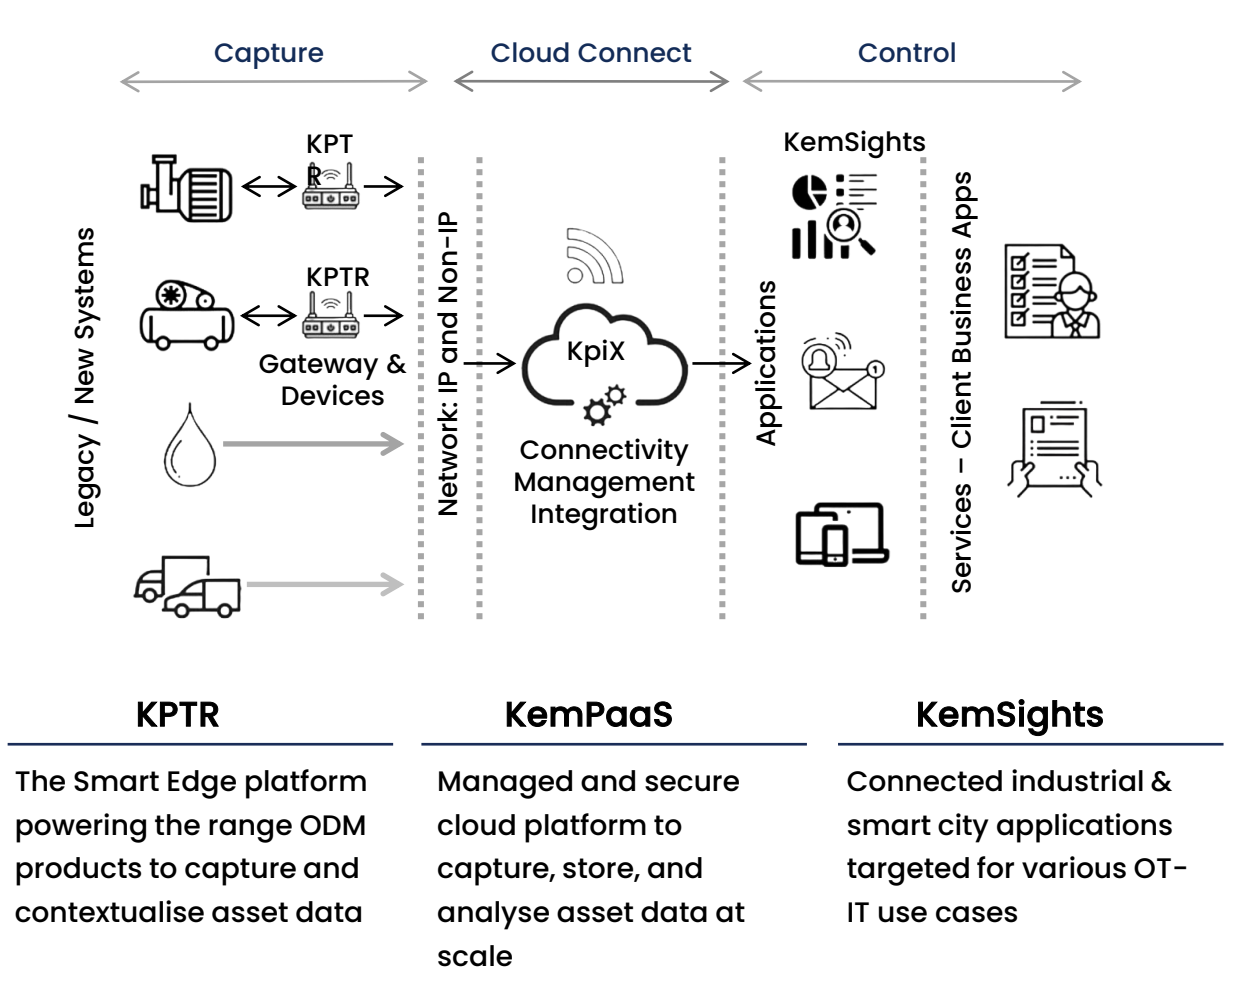 Capture
Cloud Connect
Control
KPT
R
KPTR
Gateway &
Devices
Legacy / New Systems
Network: IP and Non-IP
KpiX
Connectivity
Management
Integration
KemSights
Applications
1
Services – Client Business Apps
KPTR
The Smart Edge platform
powering the range ODM
products to capture and
contextualise asset data
KemPaaS
Managed and secure
cloud platform to
capture, store, and
analyse asset data at
scale
KemSights
Connected industrial &
smart city applications
targeted for various OT-
IT use cases